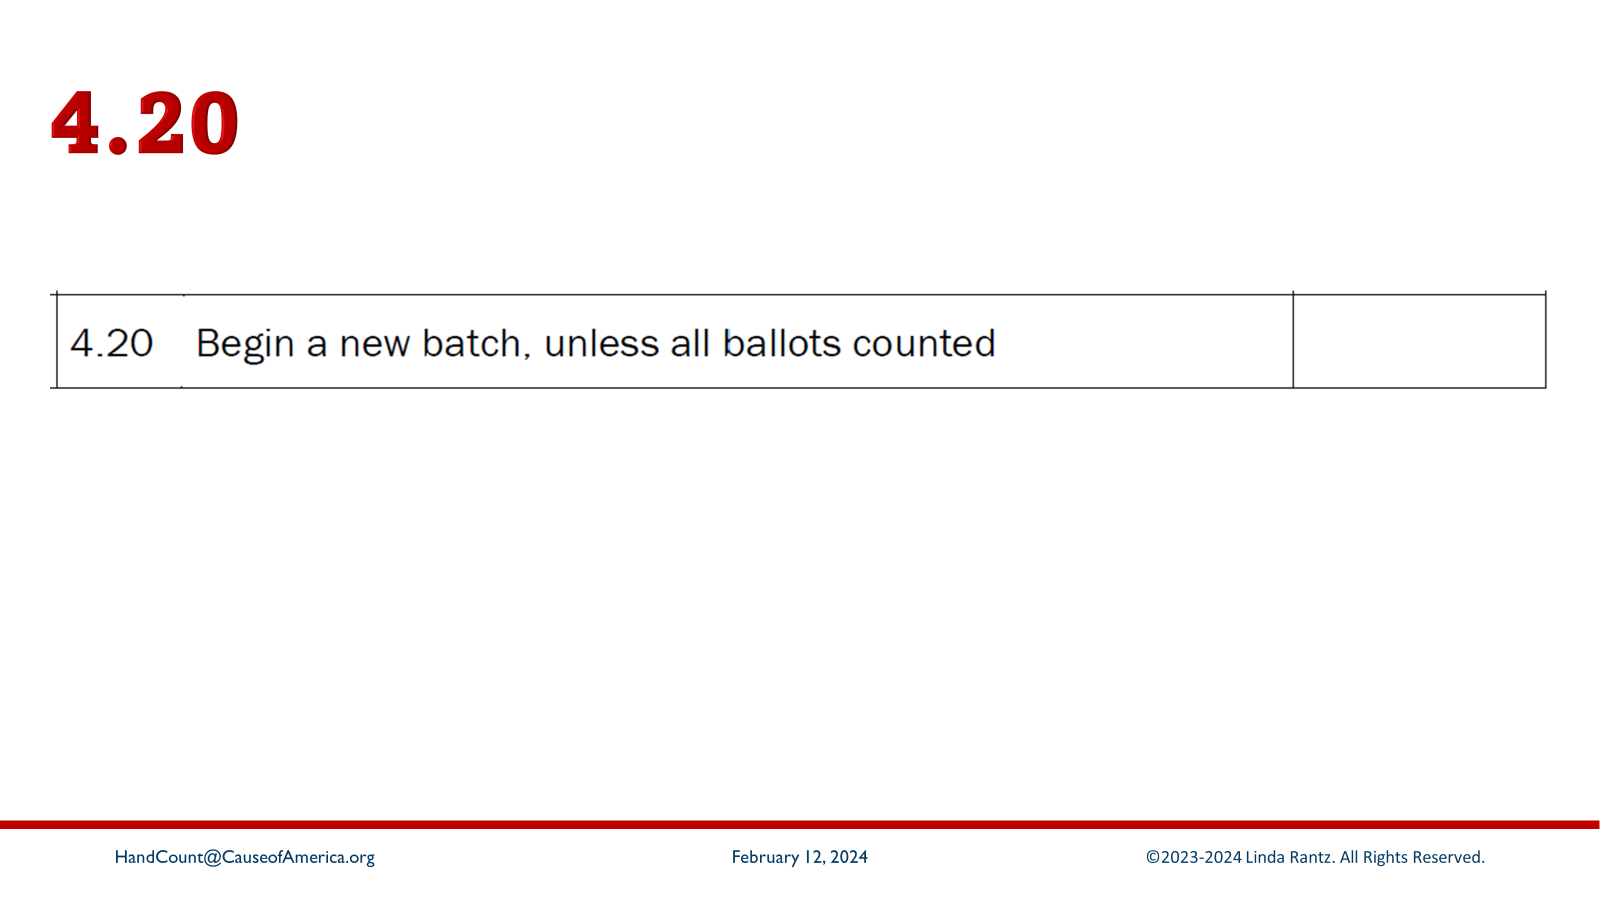 4.20
4.20 Begin a new batch, unless all ballots counted
HandCount@CauseofAmerica.org February 12, 2024 ©2023-2024 Linda Rantz. All Rights Reserved.